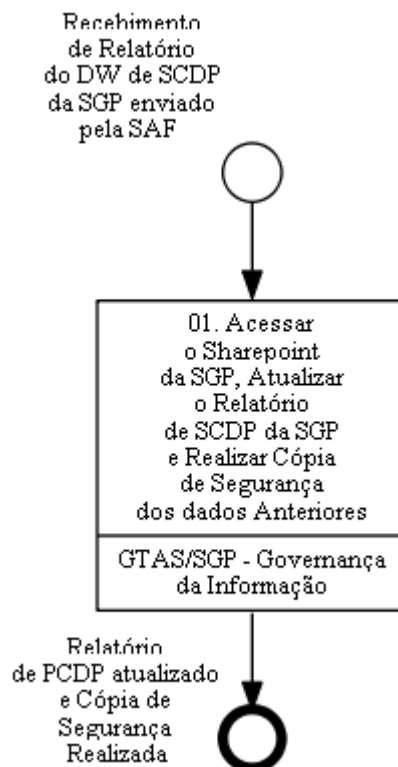 Recebimento
de Relatório
do DW de SCDP
da SGP enviado
pela SAF
01. Acessar
o Sharepoint
da SGP, Atualizar
o Relatório
de SCDP da SGP
e Realizar Cópia
de Segurança
dos dados Anteriores
GTAS/SGP - Governança
da Informação
Relatório
de PCDP atualizado
e Cópia de
Segurança
Realizada